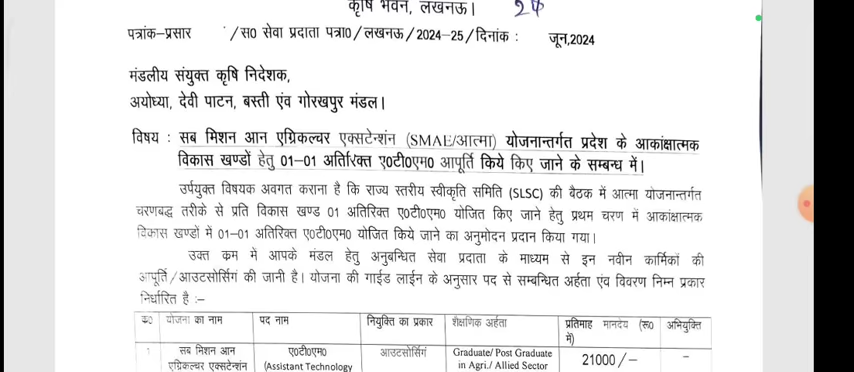 कृषि भवन, लखनऊ। 24
पत्रांक–प्रसार /स0 सेवा प्रदाता पत्रा0/लखनऊ/2024–25/दिनांक : जून,2024
मंडलीय संयुक्त कृषि निदेशक,
अयोध्या, देवी पाटन, बस्ती एंव गोरखपुर मंडल।
विषय : सब मिशन आन एग्रिकल्चर एक्सटेन्शंन (SMAE/आत्मा) योजनान्तर्गत प्रदेश के आकांक्षात्मक
विकास खण्डों हेतु 01–01 अतिरिक्त ए0टी0एम0 आपूर्ति किये किए जाने के सम्बन्ध में।
उर्पयुक्त विषयक अवगत कराना है कि राज्य स्तरीय स्वीकृति समिति (SLSC) की बैठक में आत्मा योजनान्तर्गत
चरणबद्ध तरीके से प्रति विकास खण्ड 01 अतिरिक्त ए0टी0एम0 योजित किए जाने हेतु प्रथम चरण में आकांक्षात्मक
विकास खण्डों में 01–01 अतिरिक्त ए0टी0एम0 योजित किये जाने का अनुमोदन प्रदान किया गया।
उक्त क्रम में आपके मंडल हेतु अनुबन्धित सेवा प्रदाता के माध्यम से इन नवीन कार्मिकों की
आपूर्ति/आउटसोर्सिंग की जानी है। योजना की गाईड लाईन के अनुसार पद से सम्बन्धित अर्हता एंव विवरण निम्न प्रकार
निर्धारित है :–
क0 योजना का नाम पद नाम नियुक्ति का प्रकार शैक्षणिक अर्हता प्रतिमाह मानदेय (रू0 अभियुक्ति
में)
1 सब मिशन आन ए0टी0एम0 आउटसोर्सिंग Graduate/ Post Graduate 21000/– –
एग्रिकल्चर एक्सटेंशंन (Assistant Technology in Agri./ Allied Sector